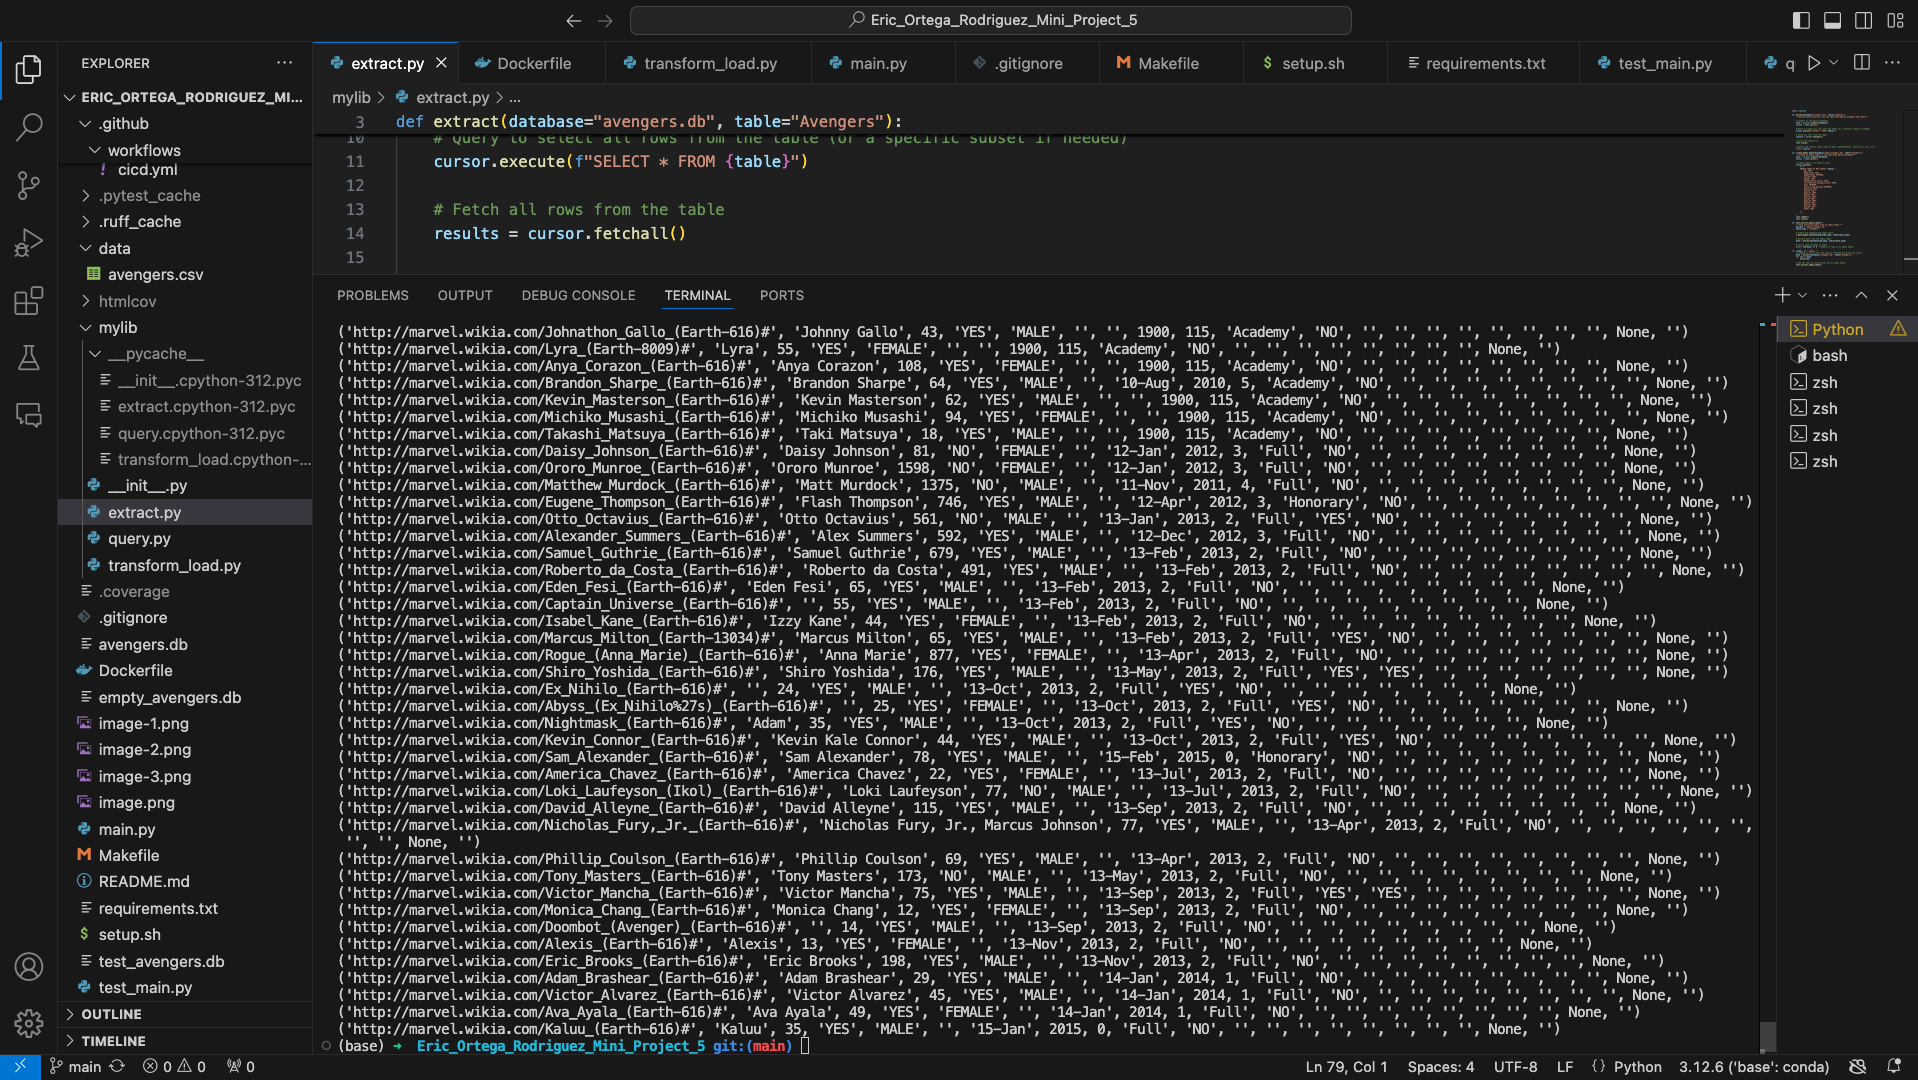 Eric_Ortega_Rodriguez_Mini_Project_5
EXPLORER
ERIC_ORTEGA_RODRIGUEZ_MI...
.github
workflows
cicd.yml
.pytest_cache
.ruff_cache
data
avengers.csv
htmlcov
mylib
__pycache__
__init__.cpython-312.pyc
extract.cpython-312.pyc
query.cpython-312.pyc
transform_load.cpython-...
__init__.py
extract.py
query.py
transform_load.py
.coverage
.gitignore
avengers.db
Dockerfile
empty_avengers.db
image-1.png
image-2.png
image-3.png
image.png
main.py
Makefile
README.md
requirements.txt
setup.sh
test_avengers.db
test_main.py
OUTLINE
TIMELINE
extract.py Dockerfile transform_load.py main.py .gitignore Makefile setup.sh requirements.txt test_main.py q
mylib > extract.py > ...
3 def extract(database="avengers.db", table="Avengers"):
10 # Query to select all rows from the table (or a specific subset if needed)
11 cursor.execute(f"SELECT * FROM {table}")
12
13 # Fetch all rows from the table
14 results = cursor.fetchall()
15
PROBLEMS OUTPUT DEBUG CONSOLE TERMINAL PORTS
('http://marvel.wikia.com/Johnathon_Gallo_(Earth-616)#', 'Johnny Gallo', 43, 'YES', 'MALE', '', '', 1900, 115, 'Academy', 'NO', '', '', '', '', '', '', '', '', None, '')
('http://marvel.wikia.com/Lyra_(Earth-8009)#', 'Lyra', 55, 'YES', 'FEMALE', '', '', 1900, 115, 'Academy', 'NO', '', '', '', '', '', '', '', '', None, '')
('http://marvel.wikia.com/Anya_Corazon_(Earth-616)#', 'Anya Corazon', 108, 'YES', 'FEMALE', '', '', 1900, 115, 'Academy', 'NO', '', '', '', '', '', '', '', '', None, '')
('http://marvel.wikia.com/Brandon_Sharpe_(Earth-616)#', 'Brandon Sharpe', 64, 'YES', 'MALE', '', '10-Aug', 2010, 5, 'Academy', 'NO', '', '', '', '', '', '', '', '', None, '')
('http://marvel.wikia.com/Kevin_Masterson_(Earth-616)#', 'Kevin Masterson', 62, 'YES', 'MALE', '', '', 1900, 115, 'Academy', 'NO', '', '', '', '', '', '', '', '', None, '')
('http://marvel.wikia.com/Michiko_Musashi_(Earth-616)#', 'Michiko Musashi', 94, 'YES', 'FEMALE', '', '', 1900, 115, 'Academy', 'NO', '', '', '', '', '', '', '', '', None, '')
('http://marvel.wikia.com/Takashi_Matsuya_(Earth-616)#', 'Taki Matsuya', 18, 'YES', 'MALE', '', '', 1900, 115, 'Academy', 'NO', '', '', '', '', '', '', '', '', None, '')
('http://marvel.wikia.com/Daisy_Johnson_(Earth-616)#', 'Daisy Johnson', 81, 'NO', 'FEMALE', '', '12-Jan', 2012, 3, 'Full', 'NO', '', '', '', '', '', '', '', '', None, '')
('http://marvel.wikia.com/Ororo_Munroe_(Earth-616)#', 'Ororo Munroe', 1598, 'NO', 'FEMALE', '', '12-Jan', 2012, 3, 'Full', 'NO', '', '', '', '', '', '', '', '', None, '')
('http://marvel.wikia.com/Matthew_Murdock_(Earth-616)#', 'Matt Murdock', 1375, 'NO', 'MALE', '', '11-Nov', 2011, 4, 'Full', 'NO', '', '', '', '', '', '', '', '', None, '')
('http://marvel.wikia.com/Eugene_Thompson_(Earth-616)#', 'Flash Thompson', 746, 'YES', 'MALE', '', '12-Apr', 2012, 3, 'Honorary', 'NO', '', '', '', '', '', '', '', '', None, '')
('http://marvel.wikia.com/Otto_Octavius_(Earth-616)#', 'Otto Octavius', 561, 'NO', 'MALE', '', '13-Jan', 2013, 2, 'Full', 'YES', 'NO', '', '', '', '', '', '', '', None, '')
('http://marvel.wikia.com/Alexander_Summers_(Earth-616)#', 'Alex Summers', 592, 'YES', 'MALE', '', '12-Dec', 2012, 3, 'Full', 'NO', '', '', '', '', '', '', '', '', None, '')
('http://marvel.wikia.com/Samuel_Guthrie_(Earth-616)#', 'Samuel Guthrie', 679, 'YES', 'MALE', '', '13-Feb', 2013, 2, 'Full', 'NO', '', '', '', '', '', '', '', '', None, '')
('http://marvel.wikia.com/Roberto_da_Costa_(Earth-616)#', 'Roberto da Costa', 491, 'YES', 'MALE', '', '13-Feb', 2013, 2, 'Full', 'NO', '', '', '', '', '', '', '', '', None, '')
('http://marvel.wikia.com/Eden_Fesi_(Earth-616)#', 'Eden Fesi', 65, 'YES', 'MALE', '', '13-Feb', 2013, 2, 'Full', 'NO', '', '', '', '', '', '', '', '', None, '')
('http://marvel.wikia.com/Captain_Universe_(Earth-616)#', '', 55, 'YES', 'MALE', '', '13-Feb', 2013, 2, 'Full', 'NO', '', '', '', '', '', '', '', '', None, '')
('http://marvel.wikia.com/Isabel_Kane_(Earth-616)#', 'Izzy Kane', 44, 'YES', 'FEMALE', '', '13-Feb', 2013, 2, 'Full', 'NO', '', '', '', '', '', '', '', '', None, '')
('http://marvel.wikia.com/Marcus_Milton_(Earth-13034)#', 'Marcus Milton', 65, 'YES', 'MALE', '', '13-Feb', 2013, 2, 'Full', 'YES', 'NO', '', '', '', '', '', '', '', None, '')
('http://marvel.wikia.com/Rogue_(Anna_Marie)_(Earth-616)#', 'Anna Marie', 877, 'YES', 'FEMALE', '', '13-Apr', 2013, 2, 'Full', 'NO', '', '', '', '', '', '', '', '', None, '')
('http://marvel.wikia.com/Shiro_Yoshida_(Earth-616)#', 'Shiro Yoshida', 176, 'YES', 'MALE', '', '13-May', 2013, 2, 'Full', 'YES', 'YES', '', '', '', '', '', '', '', None, '')
('http://marvel.wikia.com/Ex_Nihilo_(Earth-616)#', '', 24, 'YES', 'MALE', '', '13-Oct', 2013, 2, 'Full', 'YES', 'NO', '', '', '', '', '', '', '', None, '')
('http://marvel.wikia.com/Abyss_(Ex_Nihilo%27s)_(Earth-616)#', '', 25, 'YES', 'FEMALE', '', '13-Oct', 2013, 2, 'Full', 'YES', 'NO', '', '', '', '', '', '', '', None, '')
('http://marvel.wikia.com/Nightmask_(Earth-616)#', 'Adam', 35, 'YES', 'MALE', '', '13-Oct', 2013, 2, 'Full', 'YES', 'NO', '', '', '', '', '', '', '', None, '')
('http://marvel.wikia.com/Kevin_Connor_(Earth-616)#', 'Kevin Kale Connor', 44, 'YES', 'MALE', '', '13-Oct', 2013, 2, 'Full', 'YES', 'NO', '', '', '', '', '', '', '', None, '')
('http://marvel.wikia.com/Sam_Alexander_(Earth-616)#', 'Sam Alexander', 78, 'YES', 'MALE', '', '15-Feb', 2015, 0, 'Honorary', 'NO', '', '', '', '', '', '', '', '', None, '')
('http://marvel.wikia.com/America_Chavez_(Earth-616)#', 'America Chavez', 22, 'YES', 'FEMALE', '', '13-Jul', 2013, 2, 'Full', 'NO', '', '', '', '', '', '', '', '', None, '')
('http://marvel.wikia.com/Loki_Laufeyson_(Ikol)_(Earth-616)#', 'Loki Laufeyson', 77, 'NO', 'MALE', '', '13-Jul', 2013, 2, 'Full', 'NO', '', '', '', '', '', '', '', '', None, '')
('http://marvel.wikia.com/David_Alleyne_(Earth-616)#', 'David Alleyne', 115, 'YES', 'MALE', '', '13-Sep', 2013, 2, 'Full', 'NO', '', '', '', '', '', '', '', '', None, '')
('http://marvel.wikia.com/Nicholas_Fury,_Jr._(Earth-616)#', 'Nicholas Fury, Jr., Marcus Johnson', 77, 'YES', 'MALE', '', '13-Apr', 2013, 2, 'Full', 'NO', '', '', '', '', '', '',
'', '', None, '')
('http://marvel.wikia.com/Phillip_Coulson_(Earth-616)#', 'Phillip Coulson', 69, 'YES', 'MALE', '', '13-Apr', 2013, 2, 'Full', 'NO', '', '', '', '', '', '', '', '', None, '')
('http://marvel.wikia.com/Tony_Masters_(Earth-616)#', 'Tony Masters', 173, 'NO', 'MALE', '', '13-May', 2013, 2, 'Full', 'NO', '', '', '', '', '', '', '', '', None, '')
('http://marvel.wikia.com/Victor_Mancha_(Earth-616)#', 'Victor Mancha', 75, 'YES', 'MALE', '', '13-Sep', 2013, 2, 'Full', 'YES', 'YES', '', '', '', '', '', '', '', None, '')
('http://marvel.wikia.com/Monica_Chang_(Earth-616)#', 'Monica Chang', 12, 'YES', 'FEMALE', '', '13-Sep', 2013, 2, 'Full', 'NO', '', '', '', '', '', '', '', '', None, '')
('http://marvel.wikia.com/Doombot_(Avenger)_(Earth-616)#', '', 14, 'YES', 'MALE', '', '13-Sep', 2013, 2, 'Full', 'NO', '', '', '', '', '', '', '', '', None, '')
('http://marvel.wikia.com/Alexis_(Earth-616)#', 'Alexis', 13, 'YES', 'FEMALE', '', '13-Nov', 2013, 2, 'Full', 'NO', '', '', '', '', '', '', '', '', None, '')
('http://marvel.wikia.com/Eric_Brooks_(Earth-616)#', 'Eric Brooks', 198, 'YES', 'MALE', '', '13-Nov', 2013, 2, 'Full', 'NO', '', '', '', '', '', '', '', '', None, '')
('http://marvel.wikia.com/Adam_Brashear_(Earth-616)#', 'Adam Brashear', 29, 'YES', 'MALE', '', '14-Jan', 2014, 1, 'Full', 'NO', '', '', '', '', '', '', '', '', None, '')
('http://marvel.wikia.com/Victor_Alvarez_(Earth-616)#', 'Victor Alvarez', 45, 'YES', 'MALE', '', '14-Jan', 2014, 1, 'Full', 'NO', '', '', '', '', '', '', '', '', None, '')
('http://marvel.wikia.com/Ava_Ayala_(Earth-616)#', 'Ava Ayala', 49, 'YES', 'FEMALE', '', '14-Jan', 2014, 1, 'Full', 'NO', '', '', '', '', '', '', '', '', None, '')
('http://marvel.wikia.com/Kaluu_(Earth-616)#', 'Kaluu', 35, 'YES', 'MALE', '', '15-Jan', 2015, 0, 'Full', 'NO', '', '', '', '', '', '', '', '', None, '')
(base) → Eric_Ortega_Rodriguez_Mini_Project_5 git:(main)
Python
bash
zsh
zsh
zsh
zsh
main 0 0 0 Ln 79, Col 1 Spaces: 4 UTF-8 LF {} Python 3.12.6 ('base': conda)